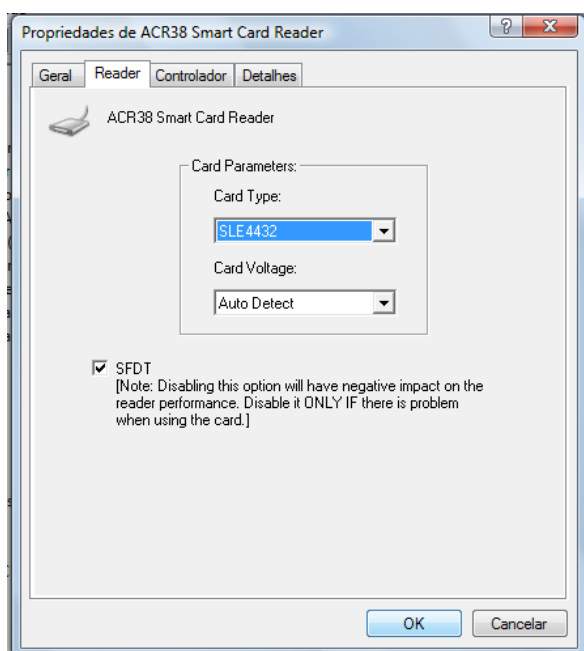 Propriedades de ACR38 Smart Card Reader
Geral Reader Controlador Detalhes
ACR38 Smart Card Reader
Card Parameters:
Card Type:
SLE4432
Card Voltage:
Auto Detect
SFDT
[Note: Disabling this option will have negative impact on the
reader performance. Disable it ONLY IF there is problem
when using the card.]
OK Cancelar